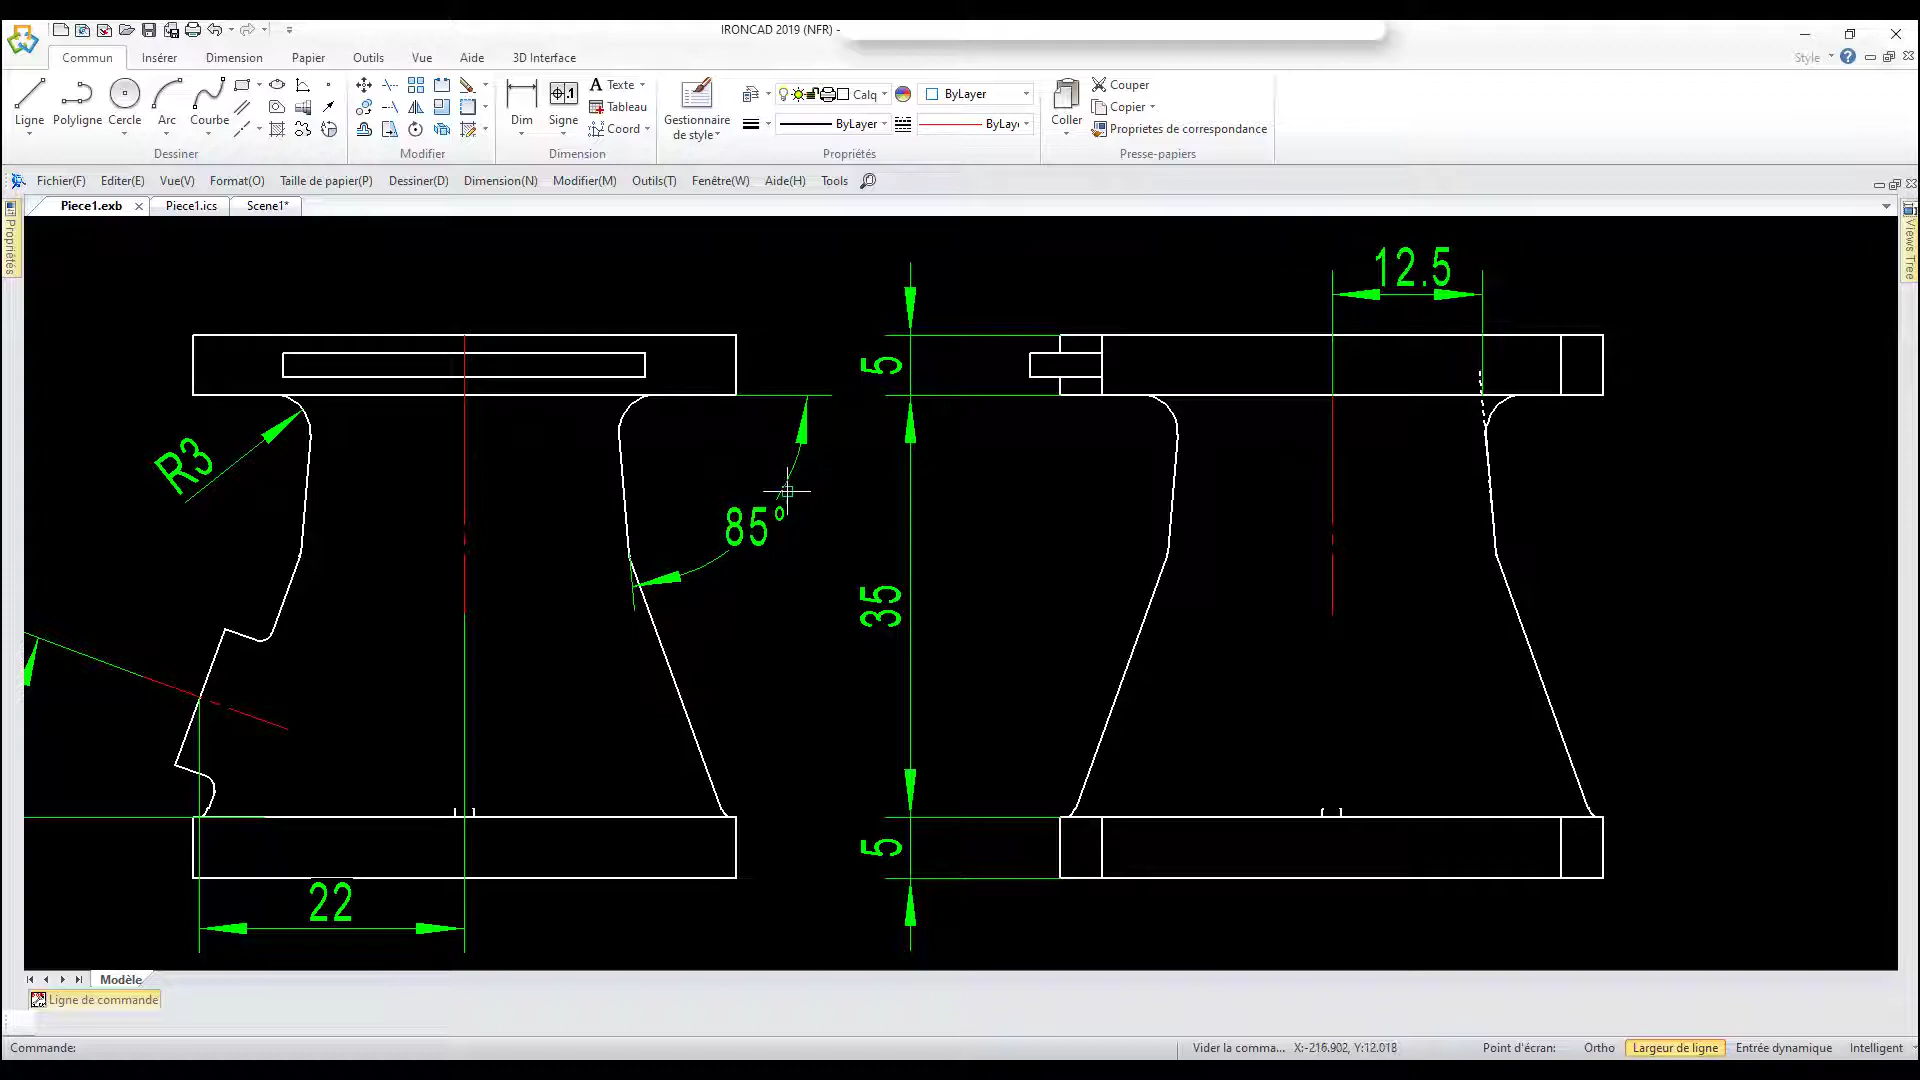 IRONCAD 2019 (NFR) -
Commun Insérer Dimension Papier Outils Vue Aide 3D Interface
Style
Ligne Polyligne Cercle Arc Courbe
Dessiner
Modifier
Dim Signe
Texte
Tableau
Coord
Dimension
Gestionnaire de style
Calq
ByLayer
ByLayer
ByLay
Propriétés
Coller
Couper
Copier
Proprietes de correspondance
Presse-papiers
Fichier(F) Editer(E) Vue(V) Format(O) Taille de papier(P) Dessiner(D) Dimension(N) Modifier(M) Outils(T) Fenêtre(W) Aide(H) Tools
Piece1.exb Piece1.ics Scene1*
Propriétés
Views Tree
12.5
5
R3
85°
35
5
22
Modèle
Ligne de commande
Commande:
Vider la comma... X:-216.902, Y:12.018 Point d'écran: Ortho Largeur de ligne Entrée dynamique Intelligent